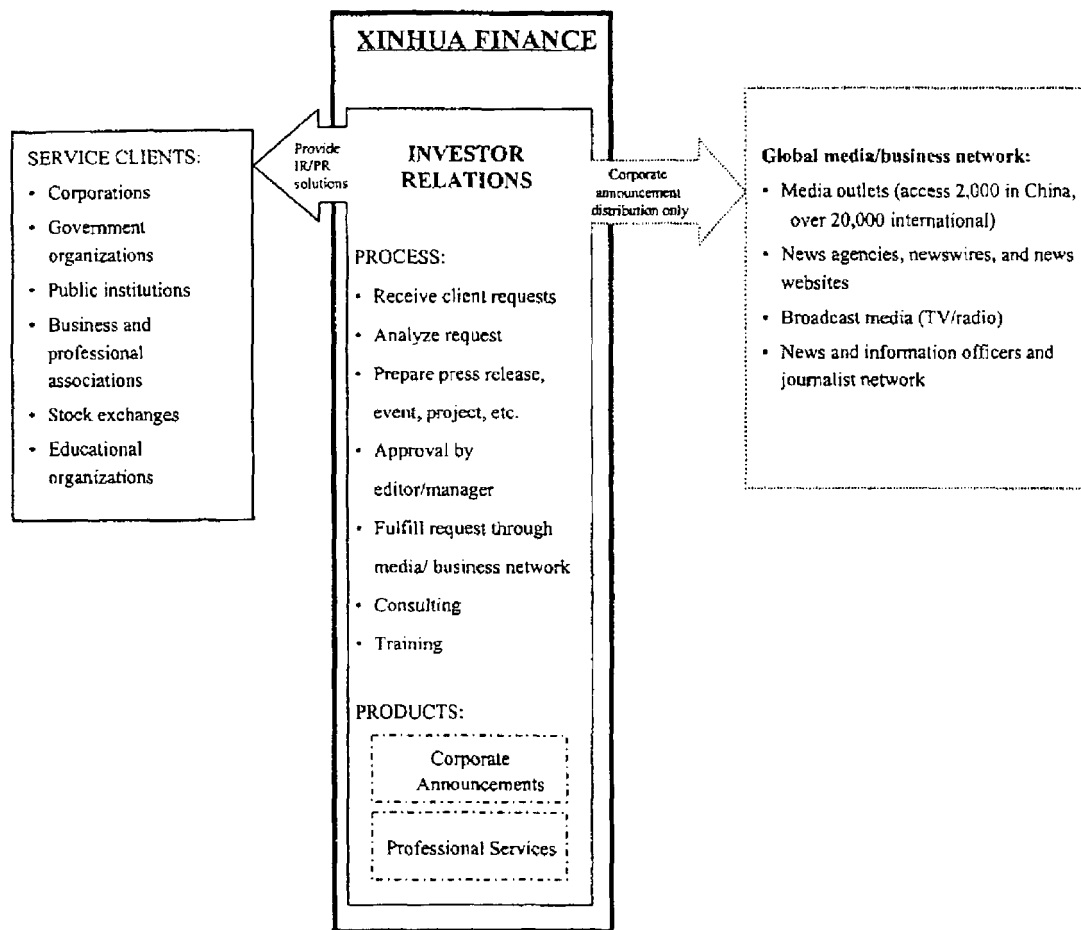 XINHUA FINANCE
SERVICE CLIENTS:
• Corporations
• Government
organizations
• Public institutions
• Business and
professional
associations
• Stock exchanges
• Educational
organizations
Provide
IR/PR
solutions
INVESTOR
RELATIONS
PROCESS:
• Receive client requests
• Analyze request
• Prepare press release,
event, project, etc.
• Approval by
editor/manager
• Fulfill request through
media/ business network
• Consulting
• Training
PRODUCTS:
Corporate
Announcements
Professional Services
Corporate
announcement
distribution only
Global media/business network:
• Media outlets (access 2,000 in China,
over 20,000 international)
• News agencies, newswires, and news
websites
• Broadcast media (TV/radio)
• News and information officers and
journalist network